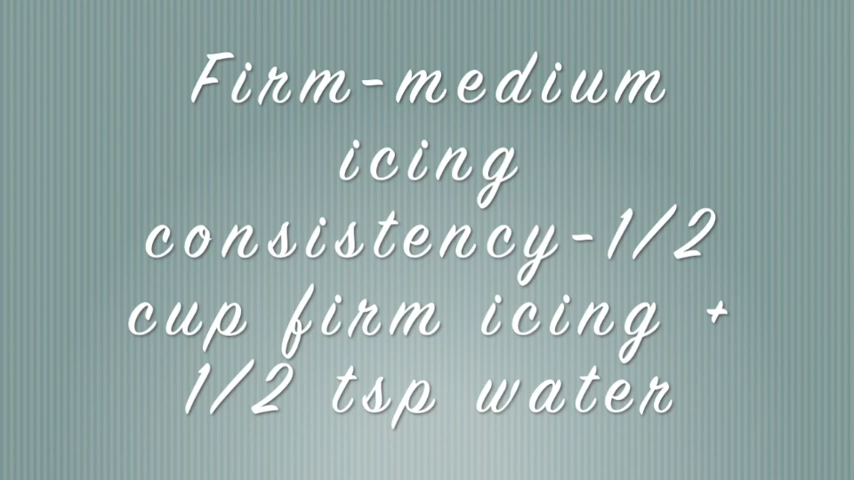 Firm-medium
icing
consistency-1/2
cup firm icing +
1/2 tsp water